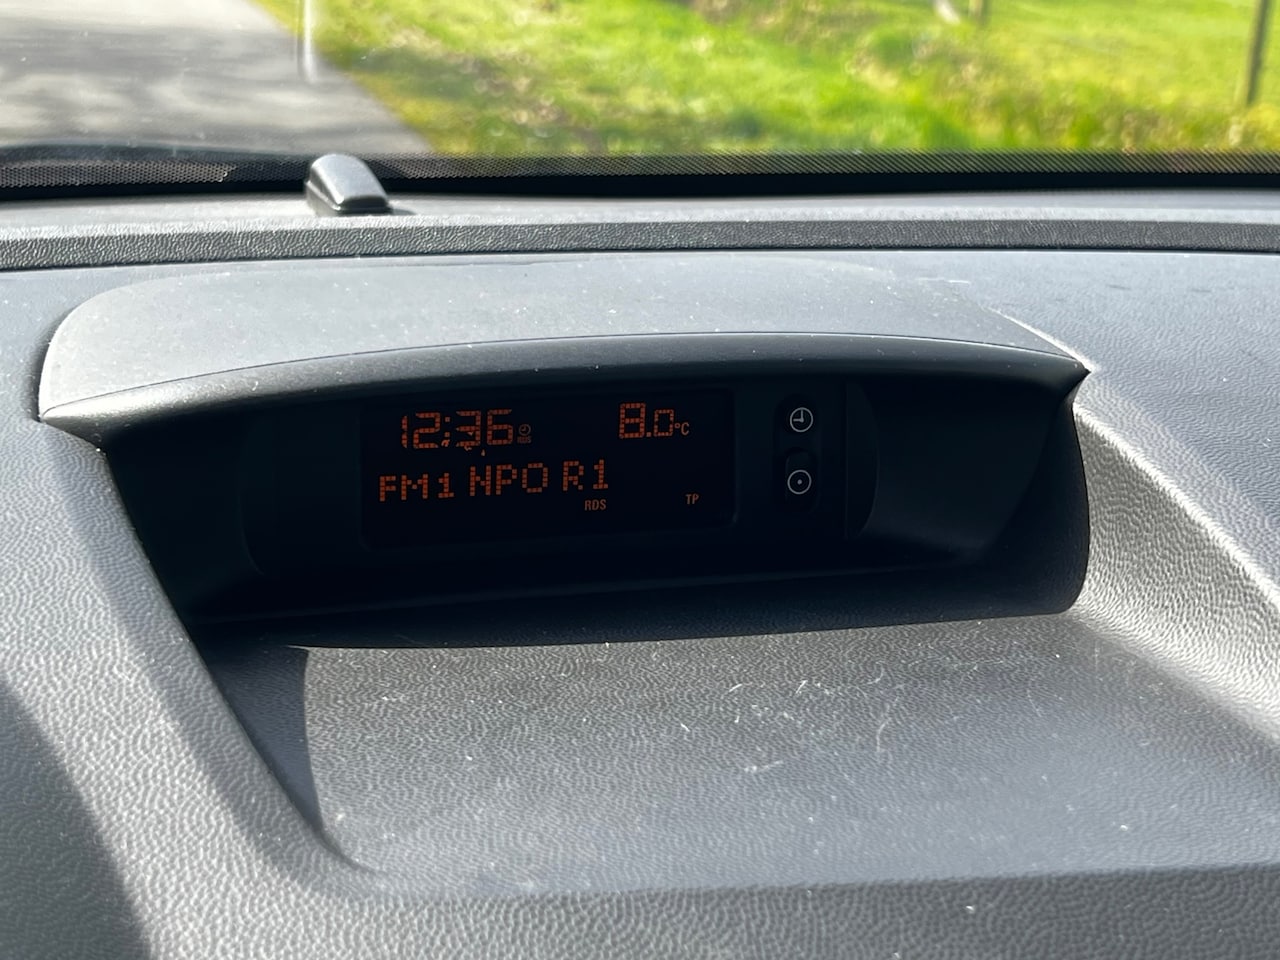 12:36 RDS 8.0°C
FM1 NPO R1
RDS TP